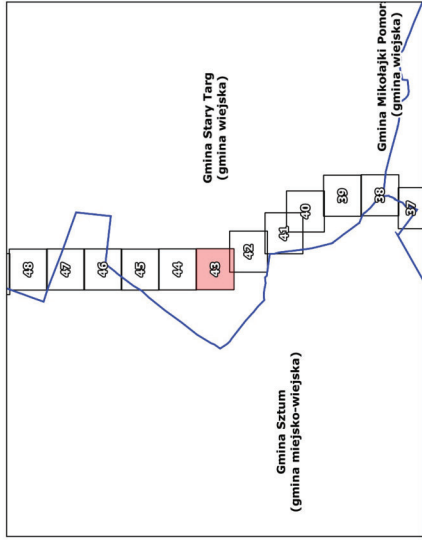 Gmina Stary Targ
(gmina wiejska)
Gmina Mikołajki Pomor
(gmina wiejska)
Gmina Sztum
(gmina miejsko-wiejska)
48
47
46
45
44
43
42
41
40
39
38
37